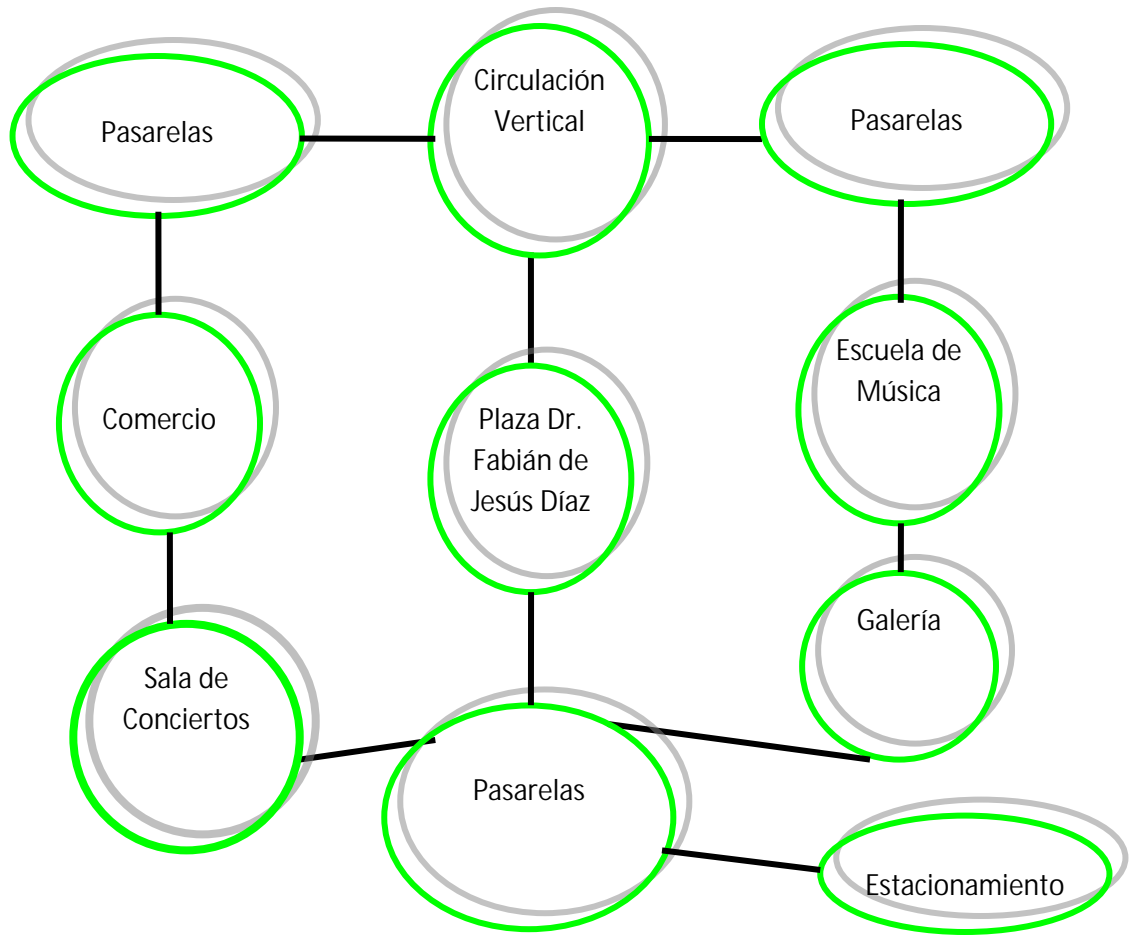 Pasarelas
Circulación
Vertical
Pasarelas
Comercio
Plaza Dr.
Fabián de
Jesús Díaz
Escuela de
Música
Sala de
Conciertos
Galería
Pasarelas
Estacionamiento